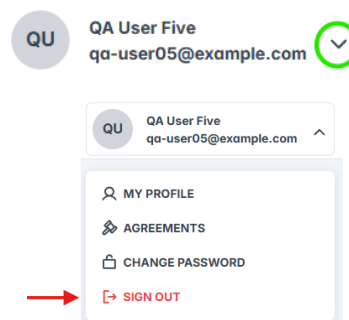 QU
QA User Five
qa-user05@example.com
QU
QA User Five
qa-user05@example.com
MY PROFILE
AGREEMENTS
CHANGE PASSWORD
SIGN OUT